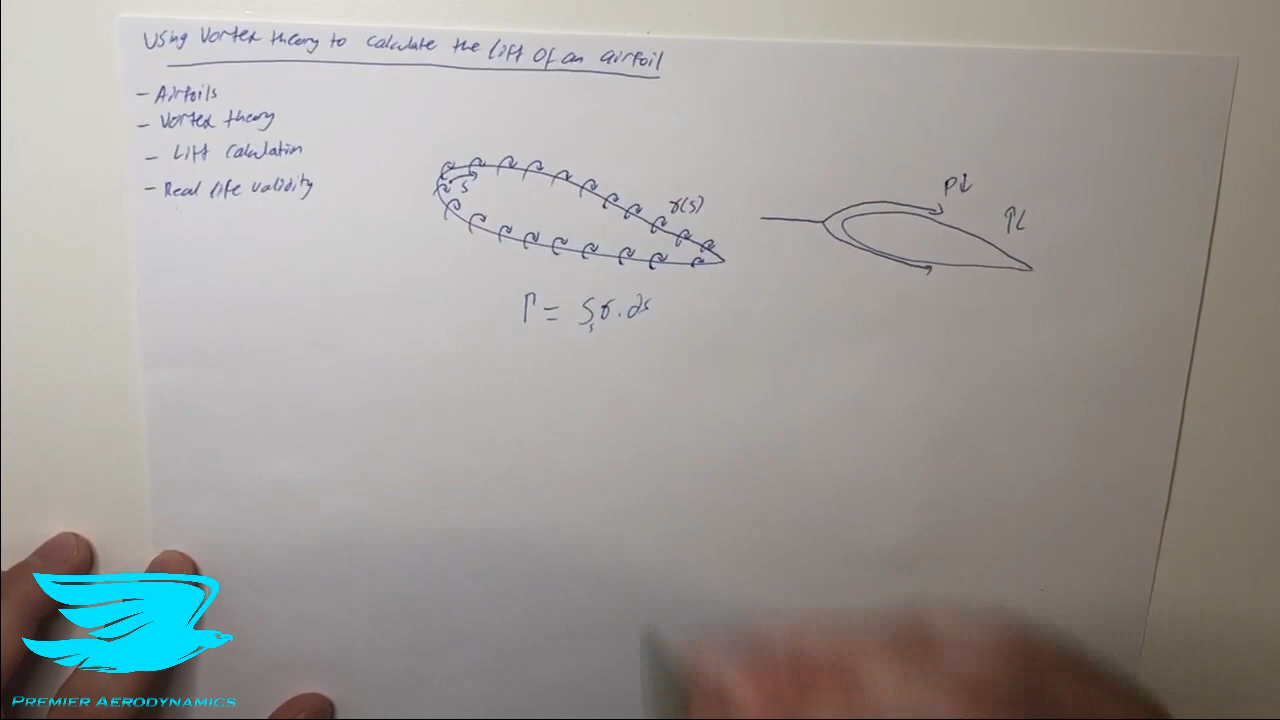 Using Vortex theory to calculate the lift of an airfoil
- Airfoils
- Vortex theory
- Lift calculation
- Real life validity
S
γ(s)
P↓
↑L
Γ = ∫ₛ γ . ds
PREMIER AERODYNAMICS